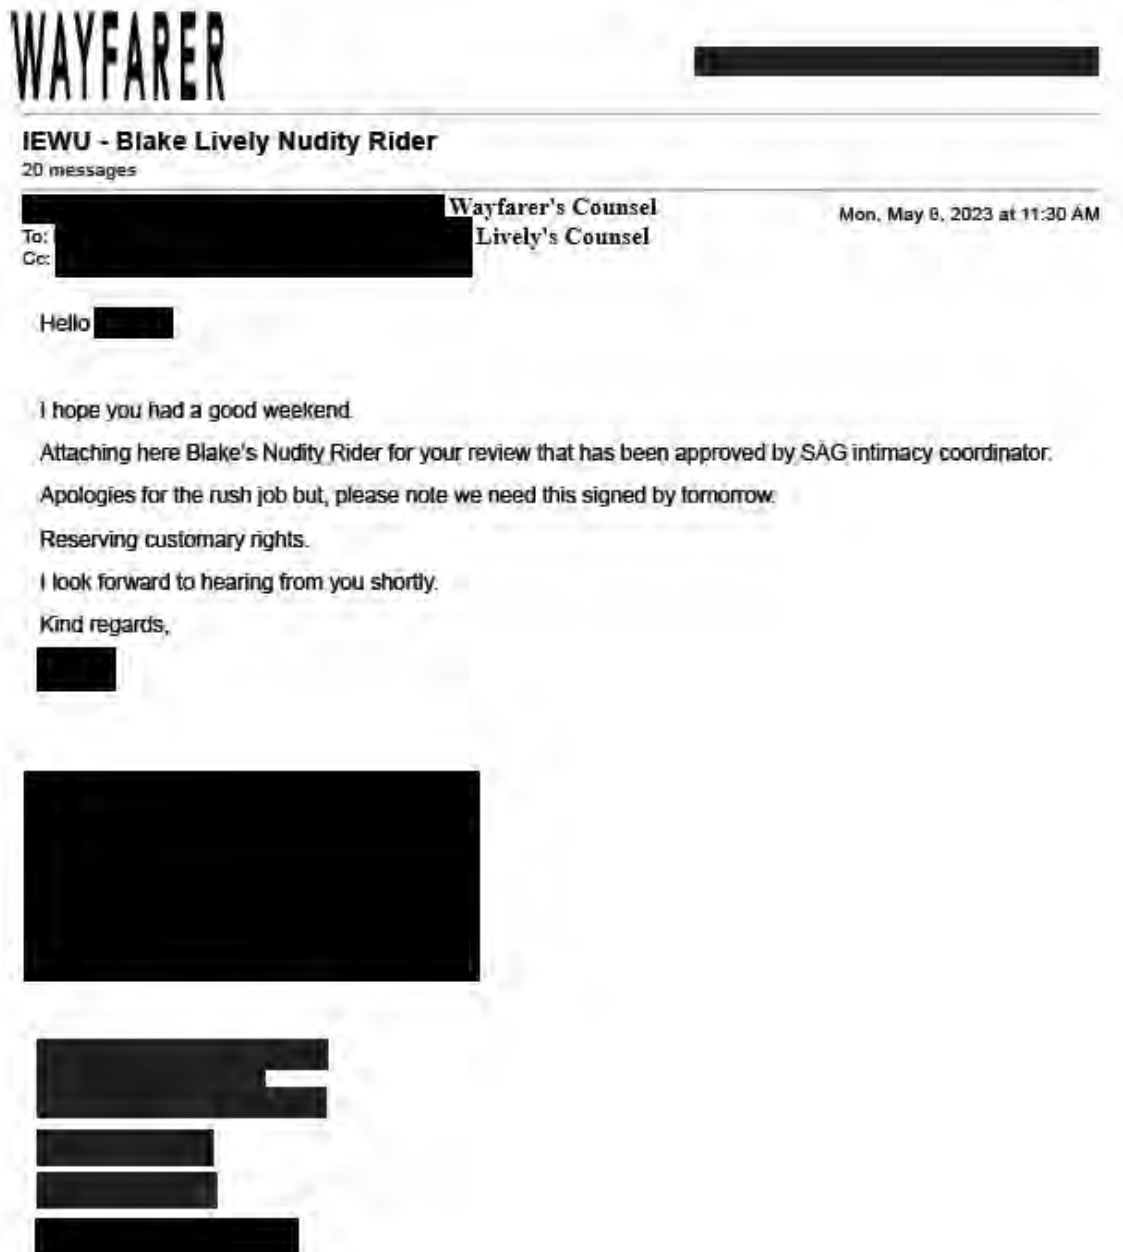 WAYFARER
IEWU - Blake Lively Nudity Rider
20 messages
Wayfarer's Counsel
Mon, May 8, 2023 at 11:30 AM
To:
Lively's Counsel
Cc:
Hello
I hope you had a good weekend.
Attaching here Blake's Nudity Rider for your review that has been approved by SAG intimacy coordinator.
Apologies for the rush job but, please note we need this signed by tomorrow.
Reserving customary rights.
I look forward to hearing from you shortly.
Kind regards,